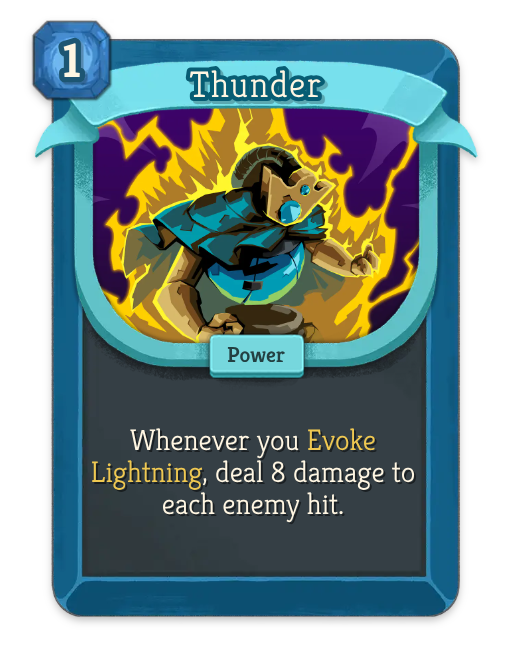 1
Thunder
Power
Whenever you Evoke
Lightning, deal 8 damage to
each enemy hit.